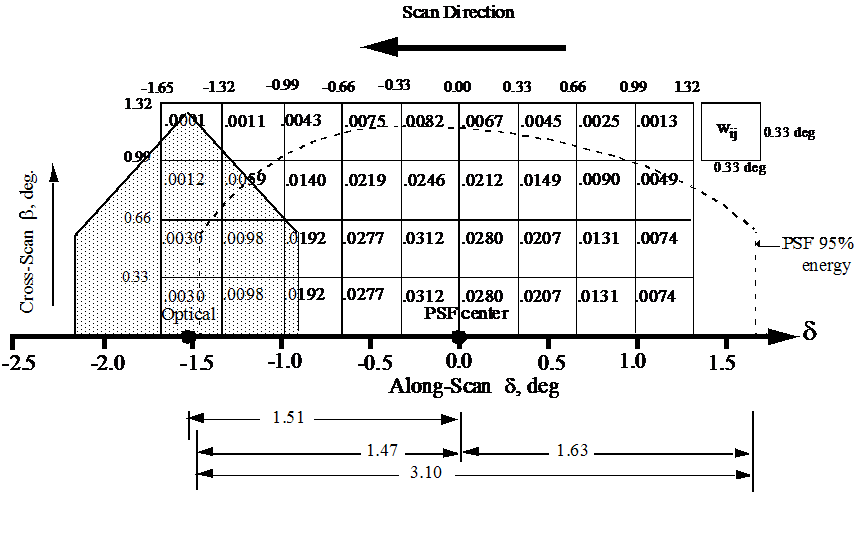 Scan Direction
-1.65 -1.32 -0.99 -0.66 -0.33 0.00 0.33 0.66 0.99 1.32
1.32
.0001 .0011 .0043 .0075 .0082 .0067 .0045 .0025 .0013
Wij
0.33 deg
0.33 deg
0.99
.0012 .0059 .0140 .0219 .0246 .0212 .0149 .0090 .0049
0.66
.0030 .0098 .0192 .0277 .0312 .0280 .0207 .0131 .0074
PSF 95%
energy
0.33
.0030 .0098 .0192 .0277 .0312 .0280 .0207 .0131 .0074
Cross-Scan β, deg.
Optical
PSF center
δ
-2.5 -2.0 -1.5 -1.0 -0.5 0.0 0.5 1.0 1.5
Along-Scan δ, deg
1.51
1.47 1.63
3.10